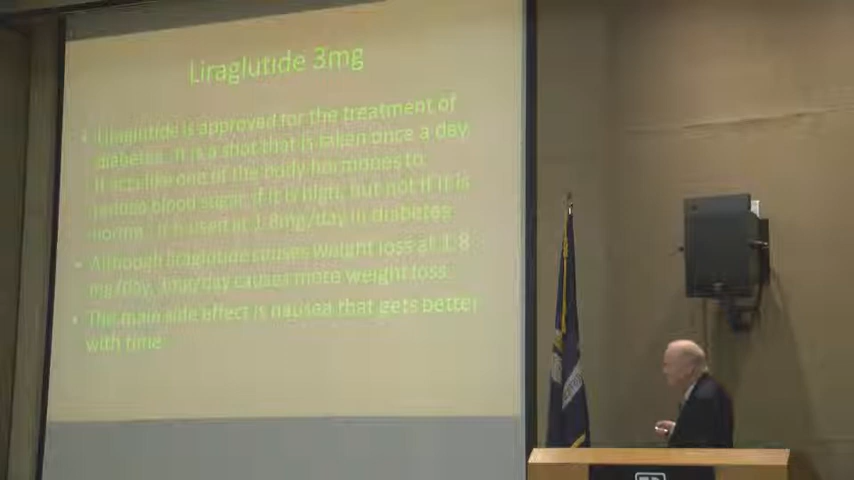 Liraglutide 3mg
• Liraglutide is approved for the treatment of
diabetes. It is a shot that is taken once a day
It acts like one of the body hormones to
reduce blood sugar if it is high, but not if it is
normal. It is used at 1.8mg/day in diabetes
• Although liraglutide causes weight loss at 1.8
mg/day, 3mg/day causes more weight loss
• The main side effect is nausea that gets better
with time